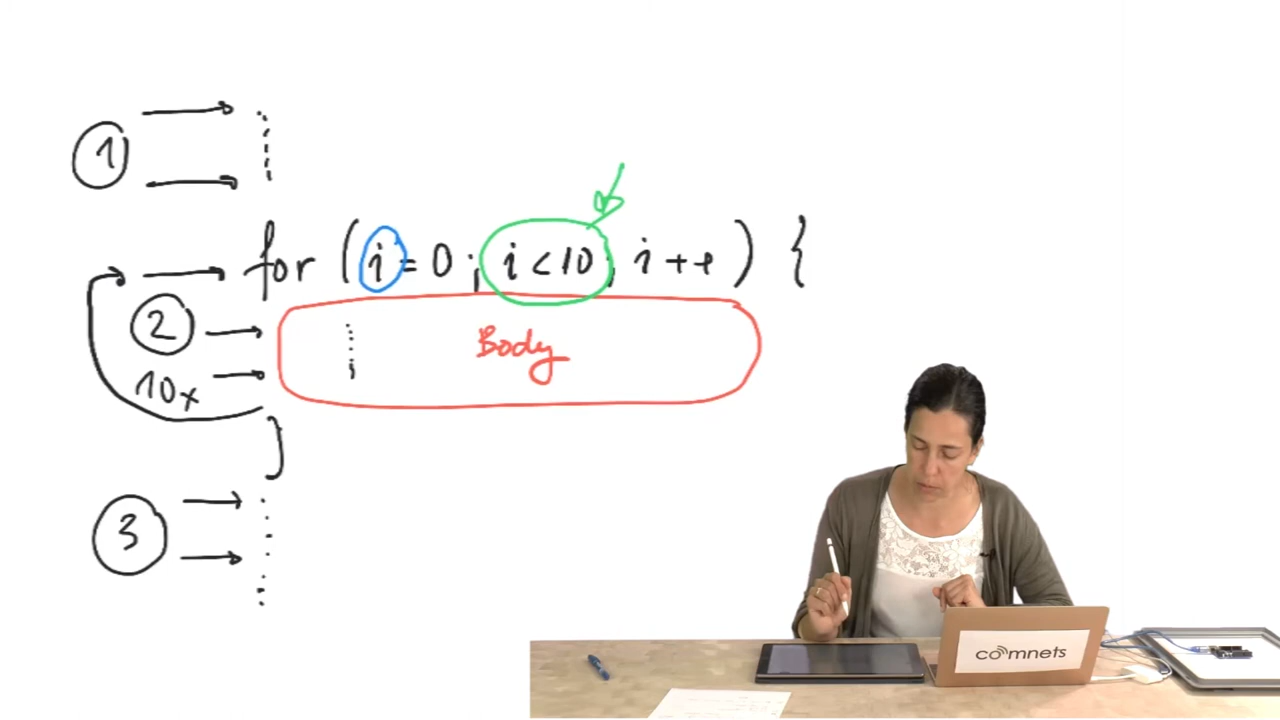 1
for (i = 0; i < 10; i++) {
2
Body
10x
}
3
comnets